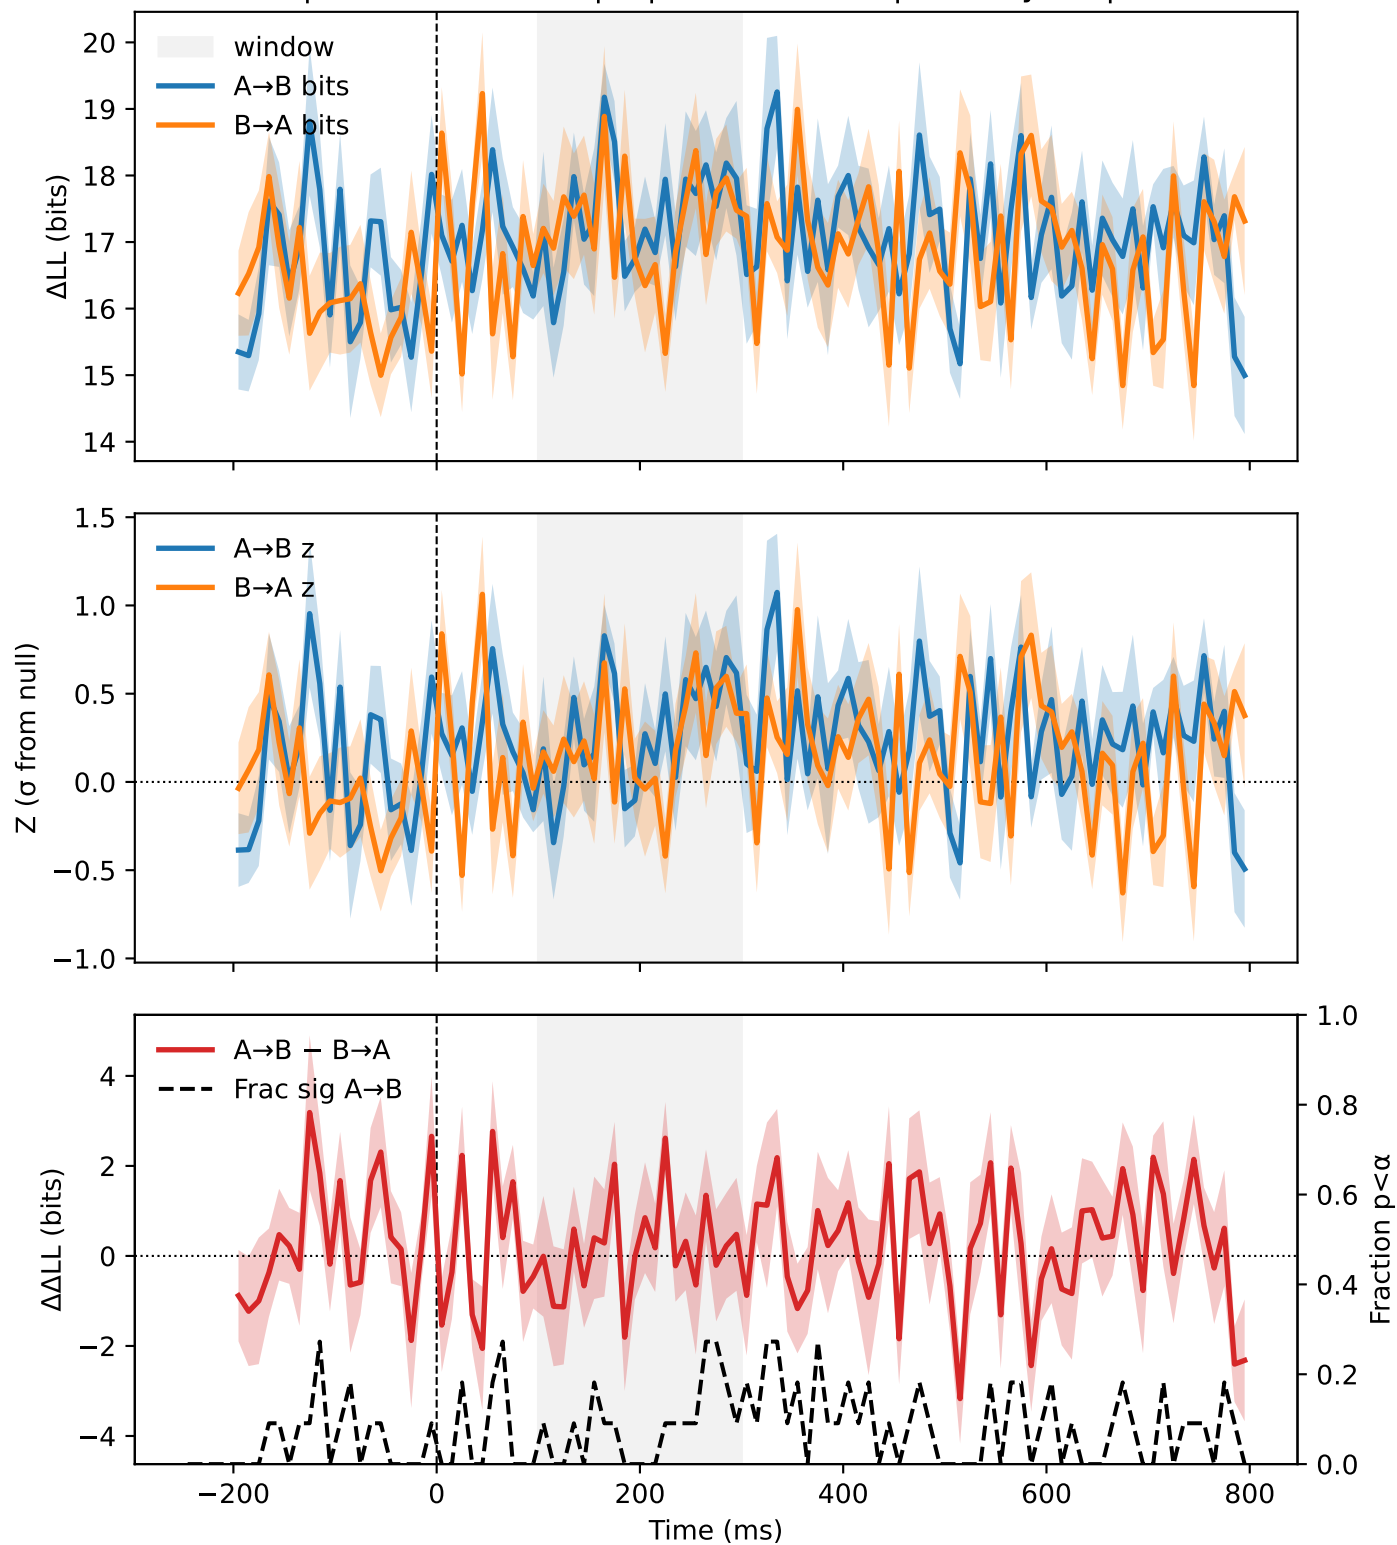 20
19
18
17
16
15
14
ΔLL (bits)
window
A→B bits
B→A bits
1.5
1.0
0.5
0.0
−0.5
−1.0
Z (σ from null)
A→B z
B→A z
4
2
0
−2
−4
ΔΔLL (bits)
A→B − B→A
Frac sig A→B
1.0
0.8
0.6
0.4
0.2
0.0
Fraction p<α
−200
0
200
400
600
800
Time (ms)